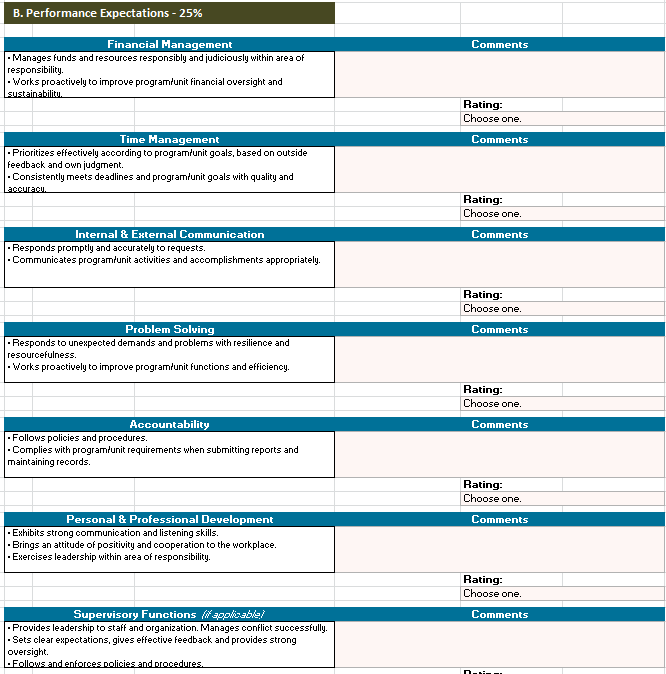 B. Performance Expectations - 25%
Financial Management Comments
• Manages funds and resources responsibly and judiciously within area of
responsibility.
• Works proactively to improve program/unit financial oversight and
sustainability.
Rating:
Choose one.
Time Management Comments
• Prioritizes effectively according to program/unit goals, based on outside
feedback and own judgment.
• Consistently meets deadlines and program/unit goals with quality and
accuracy.
Rating:
Choose one.
Internal & External Communication Comments
• Responds promptly and accurately to requests.
• Communicates program/unit activities and accomplishments appropriately.
Rating:
Choose one.
Problem Solving Comments
• Responds to unexpected demands and problems with resilience and
resourcefulness.
• Works proactively to improve program/unit functions and efficiency.
Rating:
Choose one.
Accountability Comments
• Follows policies and procedures.
• Complies with program/unit requirements when submitting reports and
maintaining records.
Rating:
Choose one.
Personal & Professional Development Comments
• Exhibits strong communication and listening skills.
• Brings an attitude of positivity and cooperation to the workplace.
• Exercises leadership within area of responsibility.
Rating:
Choose one.
Supervisory Functions (if applicable) Comments
• Provides leadership to staff and organization. Manages conflict successfully.
• Sets clear expectations, gives effective feedback and provides strong
oversight.
• Follows and enforces policies and procedures.
Rating: